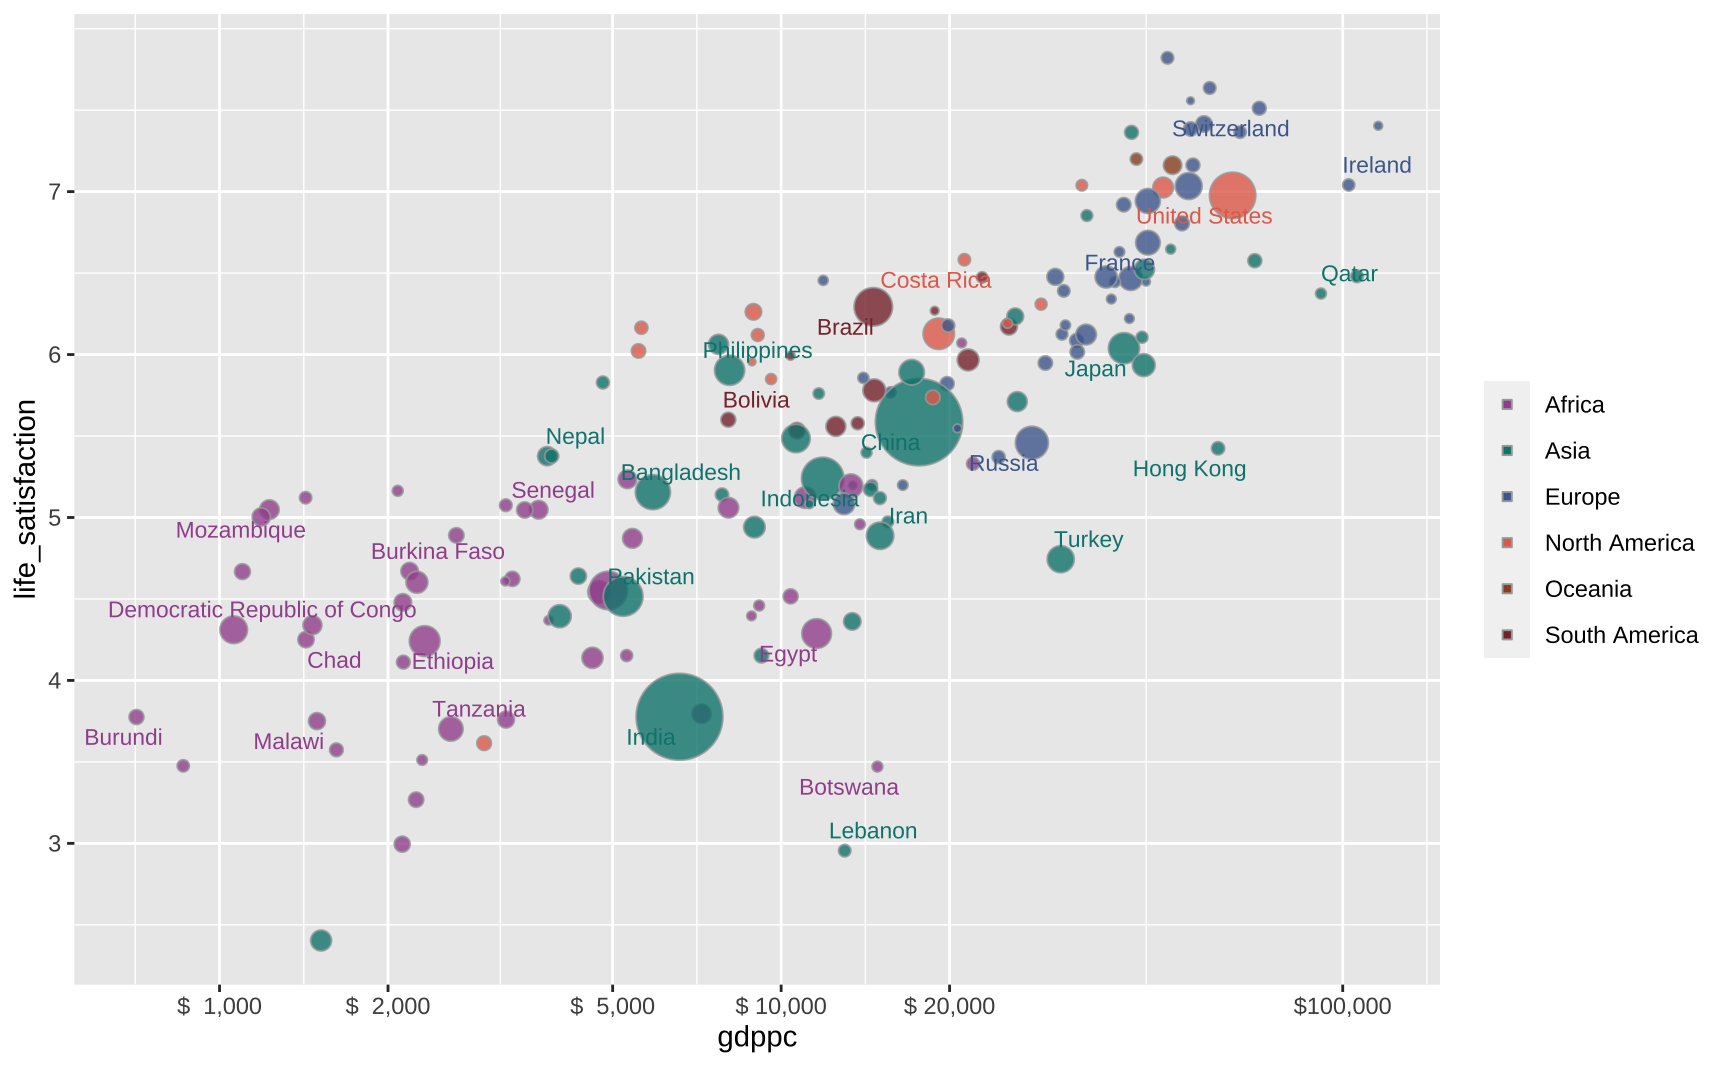 Switzerland
7
Ireland
United States
France
Costa Rica
Qatar
Brazil
6
Philippines
Japan
Bolivia
Nepal
China
Bangladesh
Russia
Hong Kong
Senegal
Indonesia
5
Iran
Mozambique
Burkina Faso
Turkey
Pakistan
Democratic Republic of Congo
Chad
Ethiopia
Egypt
4
Tanzania
Burundi
Malawi
India
Botswana
Lebanon
3
life_satisfaction
$ 1,000
$ 2,000
$ 5,000
$ 10,000
$ 20,000
$100,000
gdppc
Africa
Asia
Europe
North America
Oceania
South America